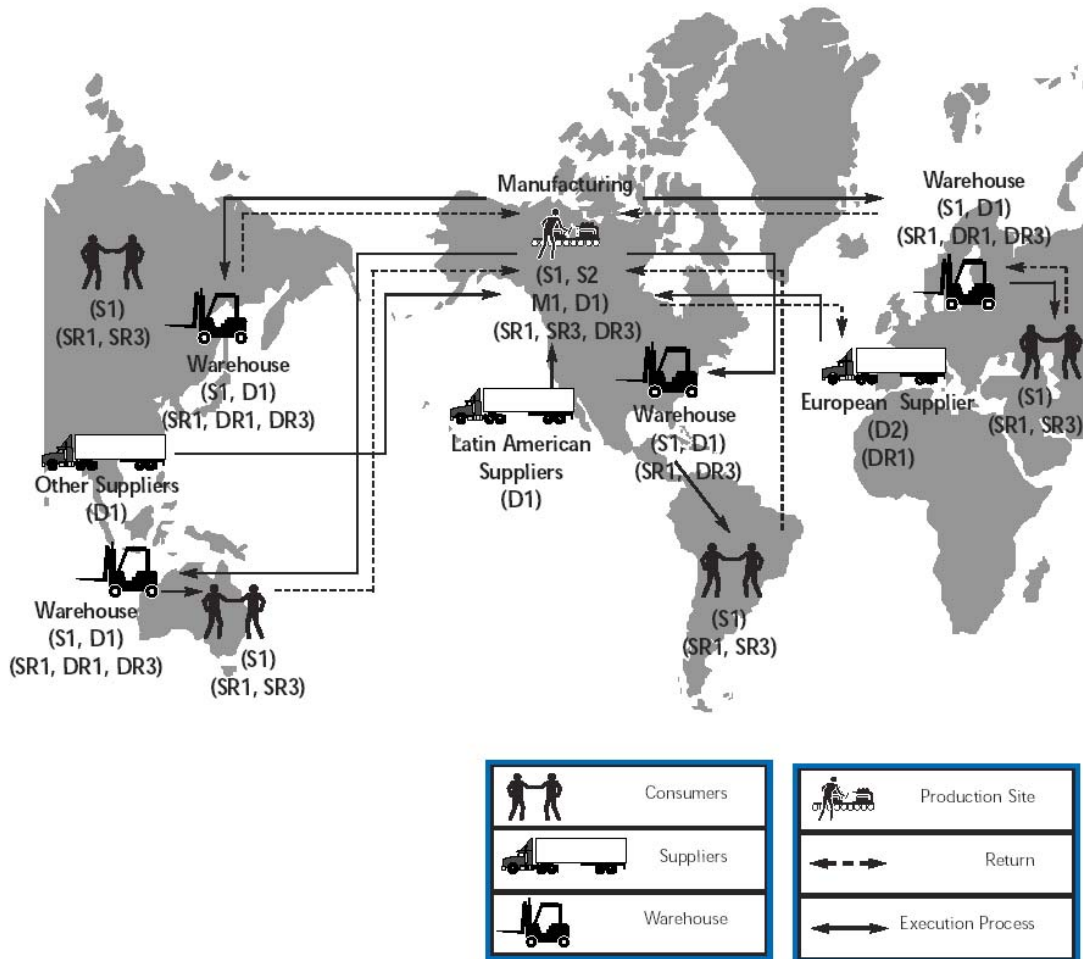 Manufacturing
(S1, S2
M1, D1)
(SR1, SR3, DR3)
Warehouse
(S1, D1)
(SR1, DR1, DR3)
(S1)
(SR1, SR3)
Warehouse
(S1, D1)
(SR1, DR1, DR3)
Other Suppliers
(D1)
Latin American
Suppliers
(D1)
Warehouse
(S1, D1)
(SR1, DR3)
European Supplier
(D2)
(DR1)
(S1)
(SR1, SR3)
Warehouse
(S1, D1)
(SR1, DR1, DR3)
(S1)
(SR1, SR3)
(S1)
(SR1, SR3)
Consumers
Suppliers
Warehouse
Production Site
Return
Execution Process